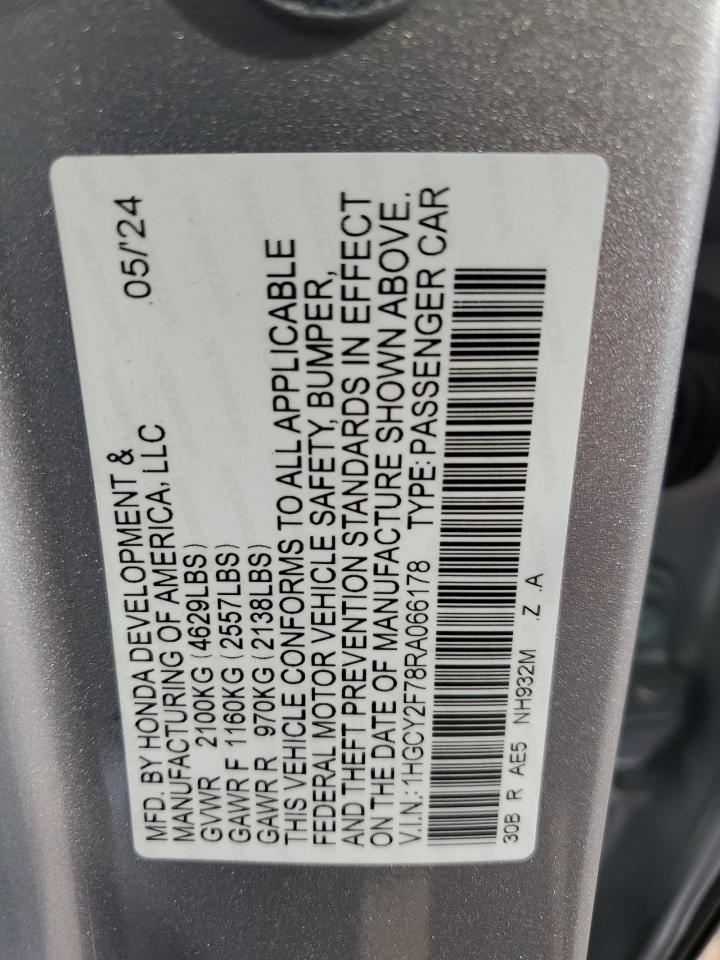 MFD. BY HONDA DEVELOPMENT &
MANUFACTURING OF AMERICA, LLC 05/'24
GVWR 2100KG (4629LBS)
GAWR F 1160KG (2557LBS)
GAWR R 970KG (2138LBS)
THIS VEHICLE CONFORMS TO ALL APPLICABLE
FEDERAL MOTOR VEHICLE SAFETY, BUMPER,
AND THEFT PREVENTION STANDARDS IN EFFECT
ON THE DATE OF MANUFACTURE SHOWN ABOVE.
V.I.N.: 1HGCY2F78RA066178 TYPE: PASSENGER CAR
30B R AE5 NH932M .Z .A